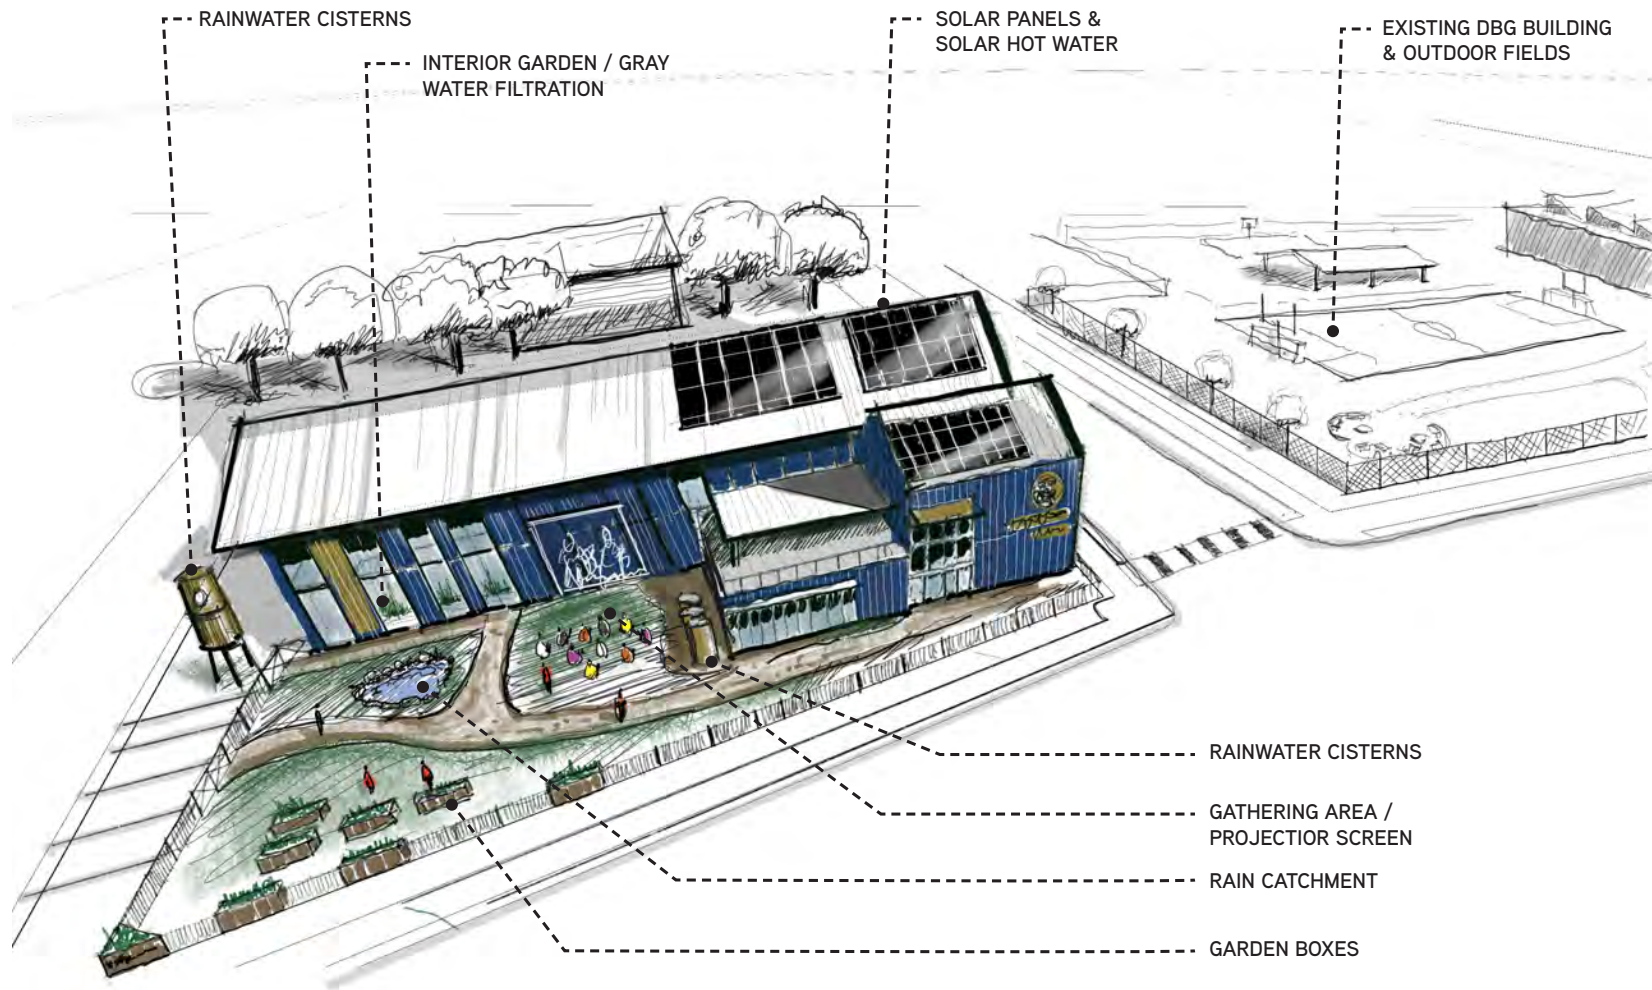 RAINWATER CISTERNS
INTERIOR GARDEN / GRAY
WATER FILTRATION
SOLAR PANELS &
SOLAR HOT WATER
EXISTING DBG BUILDING
& OUTDOOR FIELDS
RAINWATER CISTERNS
GATHERING AREA /
PROJECTIOR SCREEN
RAIN CATCHMENT
GARDEN BOXES